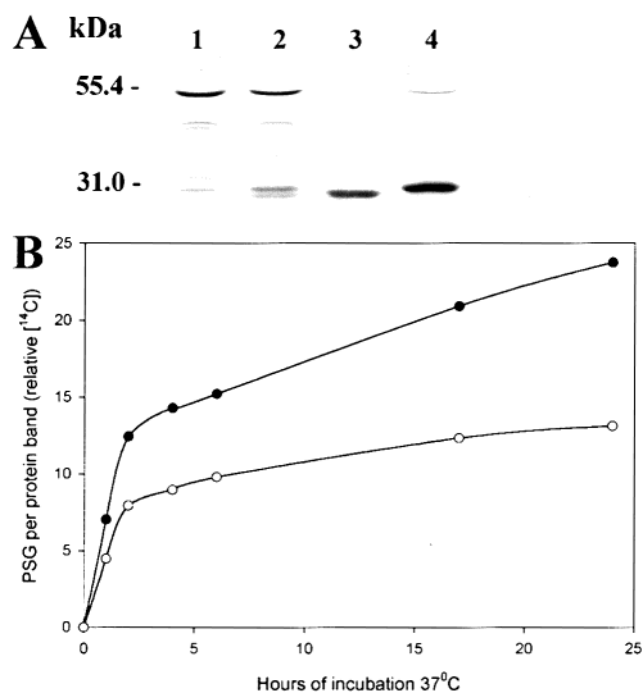 A
kDa
1 2 3 4
55.4 -
31.0 -
B
25
20
15
10
5
0
0 5 10 15 20 25
PSG per protein band (relative [¹⁴C])
Hours of incubation 37⁰C